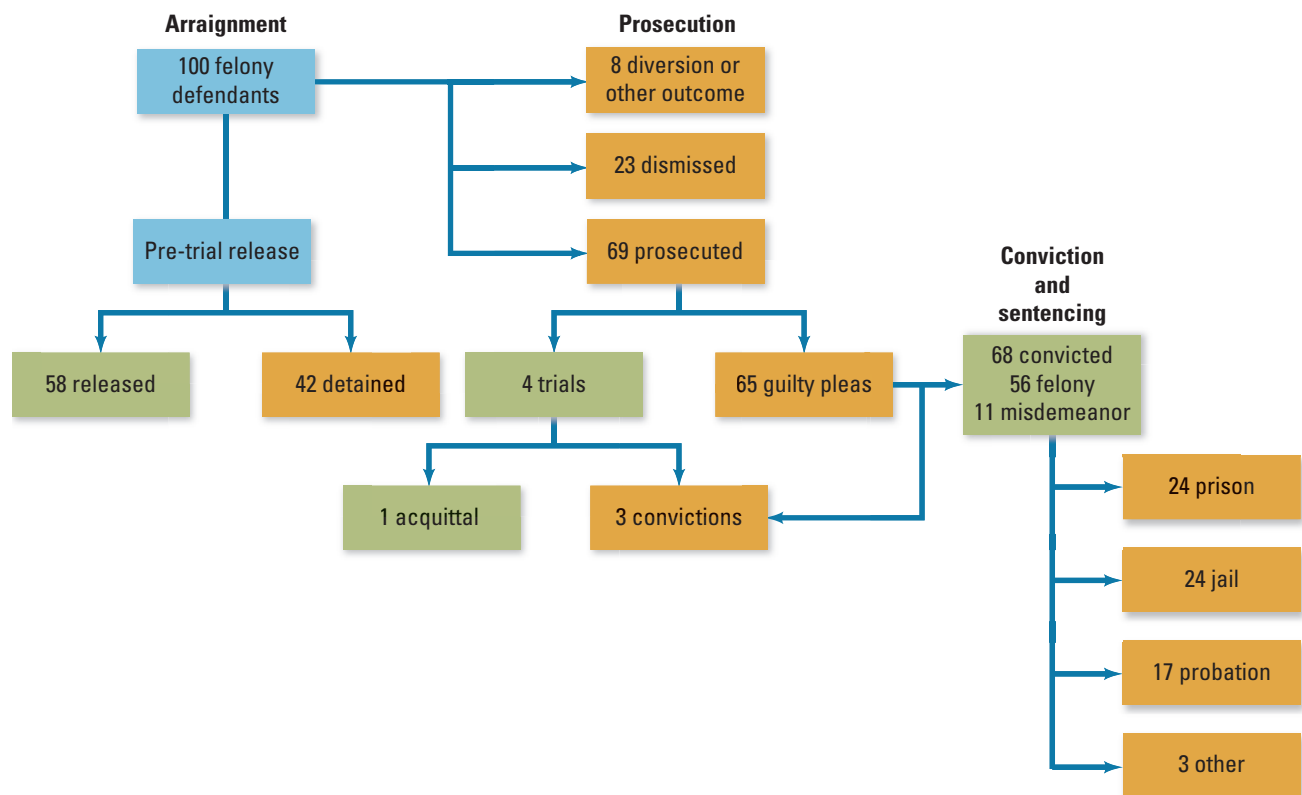 Arraignment
Prosecution
100 felony
defendants
8 diversion or
other outcome
23 dismissed
Pre-trial release
69 prosecuted
Conviction
and
sentencing
58 released
42 detained
4 trials
65 guilty pleas
68 convicted
56 felony
11 misdemeanor
1 acquittal
3 convictions
24 prison
24 jail
17 probation
3 other